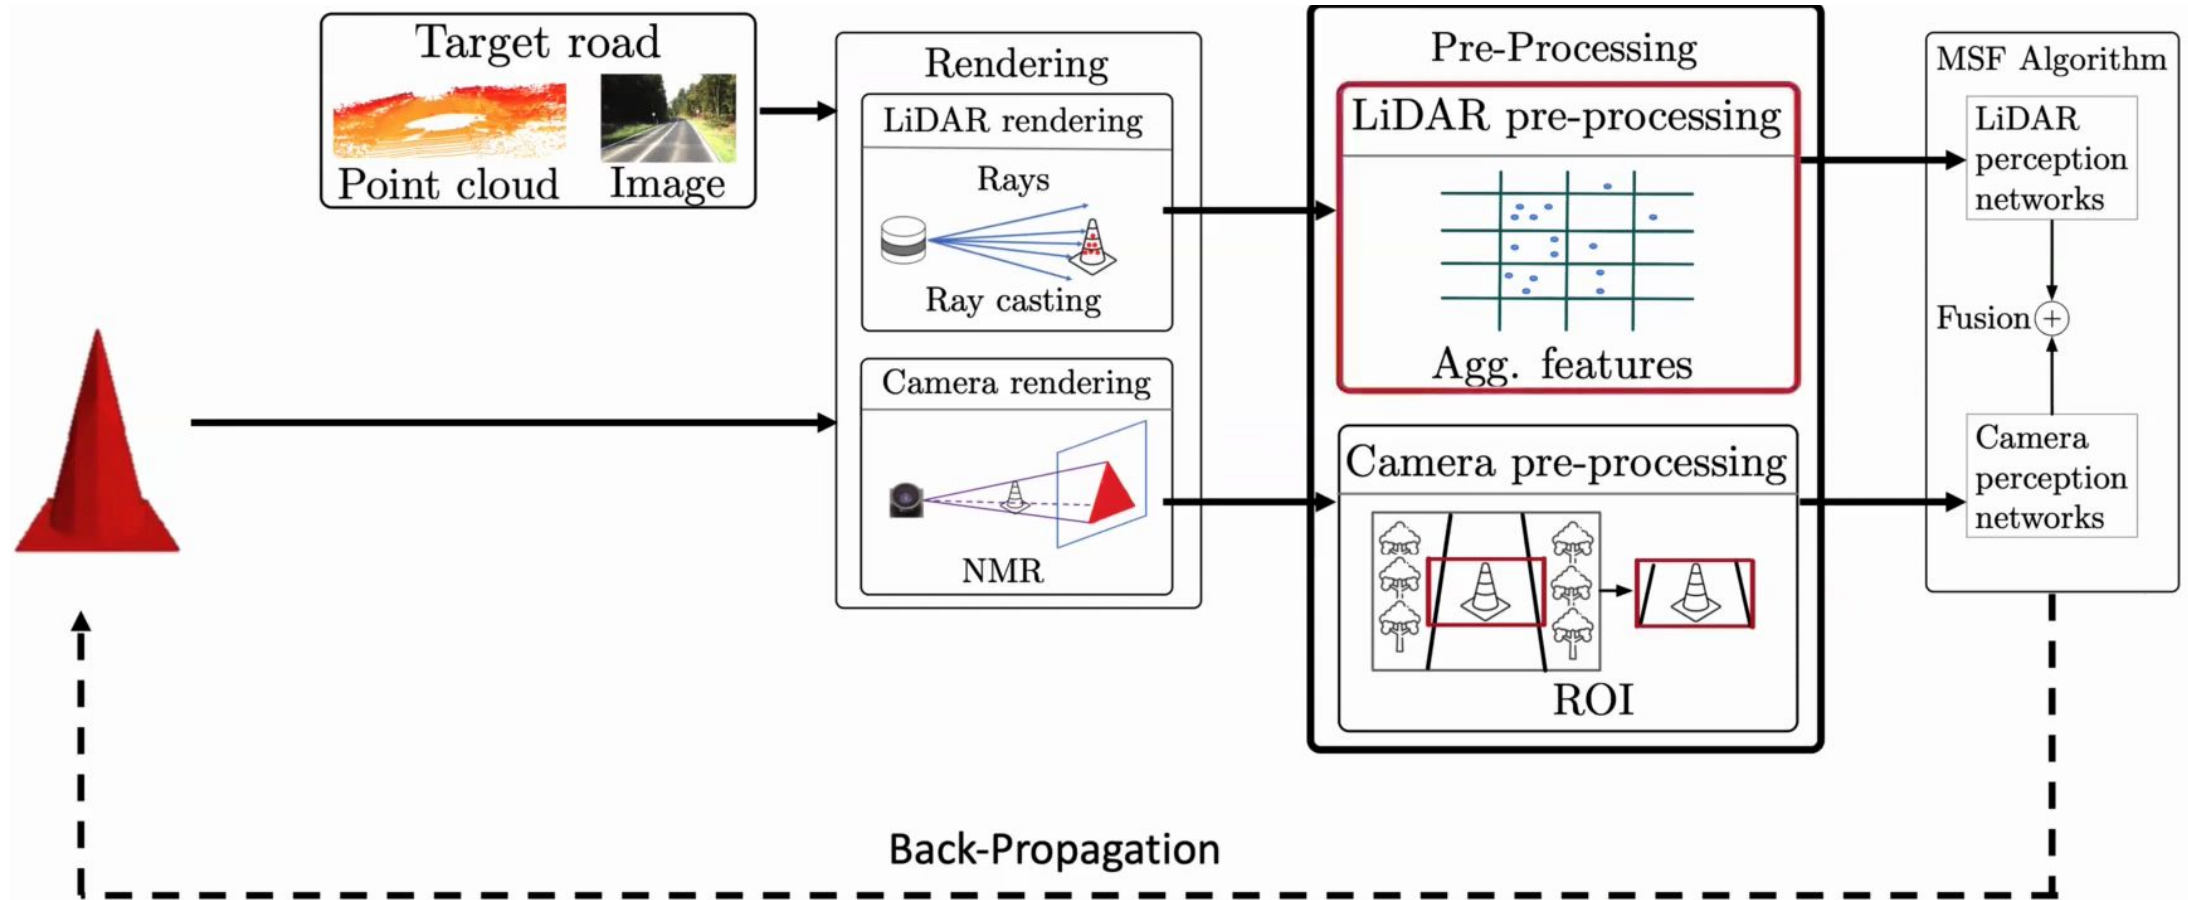 Target road
Point cloud
Image
Rendering
LiDAR rendering
Rays
Ray casting
Camera rendering
NMR
Pre-Processing
LiDAR pre-processing
Agg. features
Camera pre-processing
ROI
MSF Algorithm
LiDAR
perception
networks
Fusion
+
Camera
perception
networks
Back-Propagation